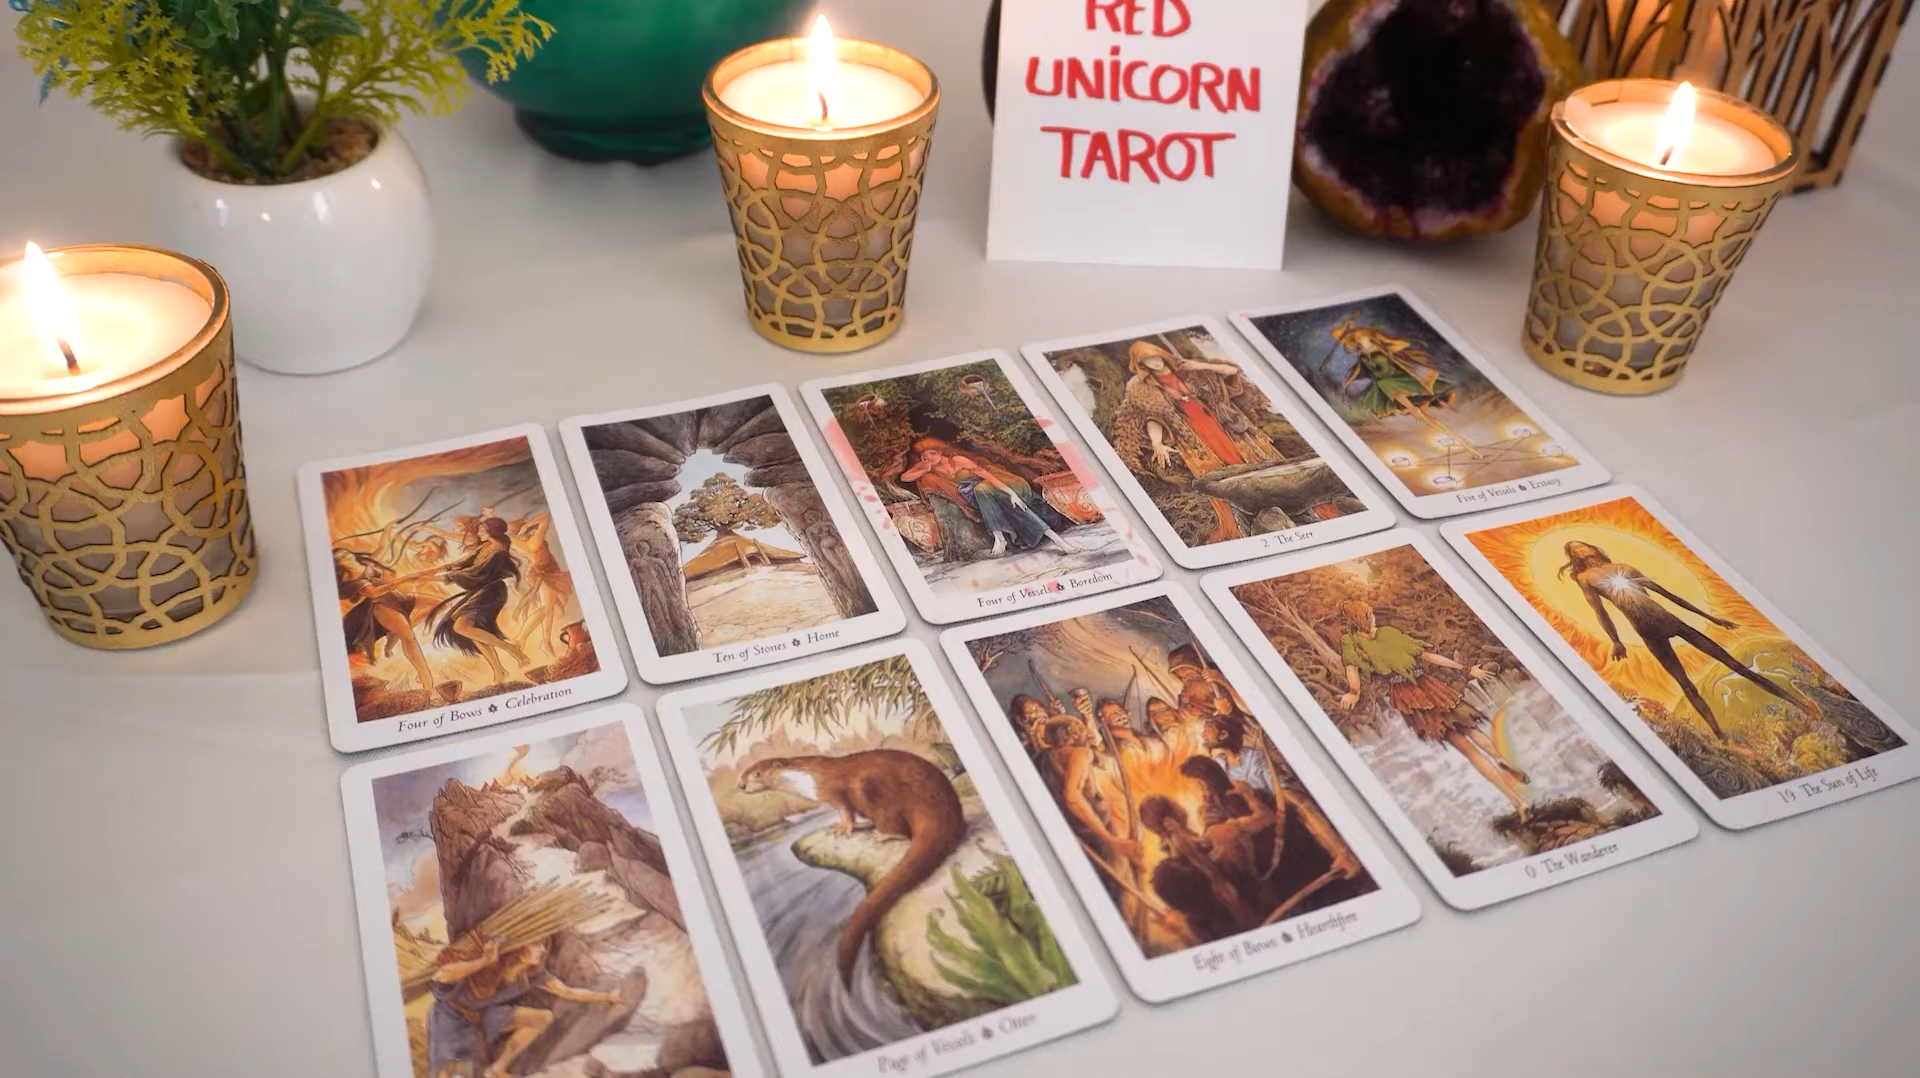 RED
UNiCORN
TAROT
Five of Vessels Ecstasy
2 The Seer
Four of Vessels Boredom
Ten of Stones Home
Four of Bows Celebration
19 The Sun of Life
0 The Wanderer
Eight of Bows Hearthfire
Page of Vessels Otter